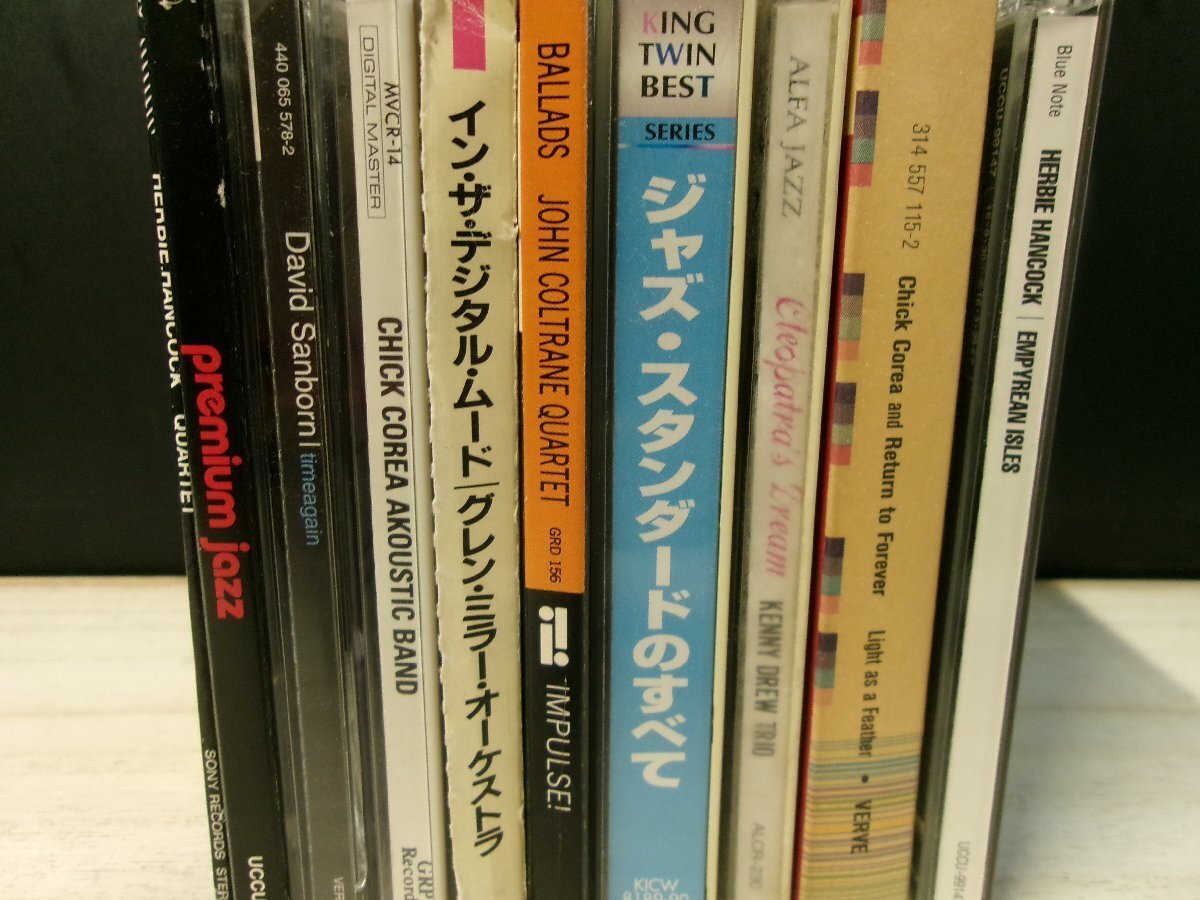 HERBIE HANCOCK QUARTET
SONY RECORDS
premium jazz
UCCU
440 065 578-2
David Sanborn | timeagain
MVCR-14
DIGITAL MASTER
CHICK COREA AKOUSTIC BAND
GRP
Record
イン・ザ・デジタル・ムード/グレン・ミラー・オーケストラ
BALLADS JOHN COLTRANE QUARTET
GRD 156
IMPULSE!
KING
TWIN
BEST
SERIES
ジャズ・スタンダードのすべて
KICW
ALFA JAZZ
Cleopatra's Dream
KENNY DREW TRIO
314 557 115-2
Chick Corea and Return to Forever
Light as a Feather • VERVE
Blue Note
HERBIE HANCOCK | EMPYREAN ISLES
UCCU-9914